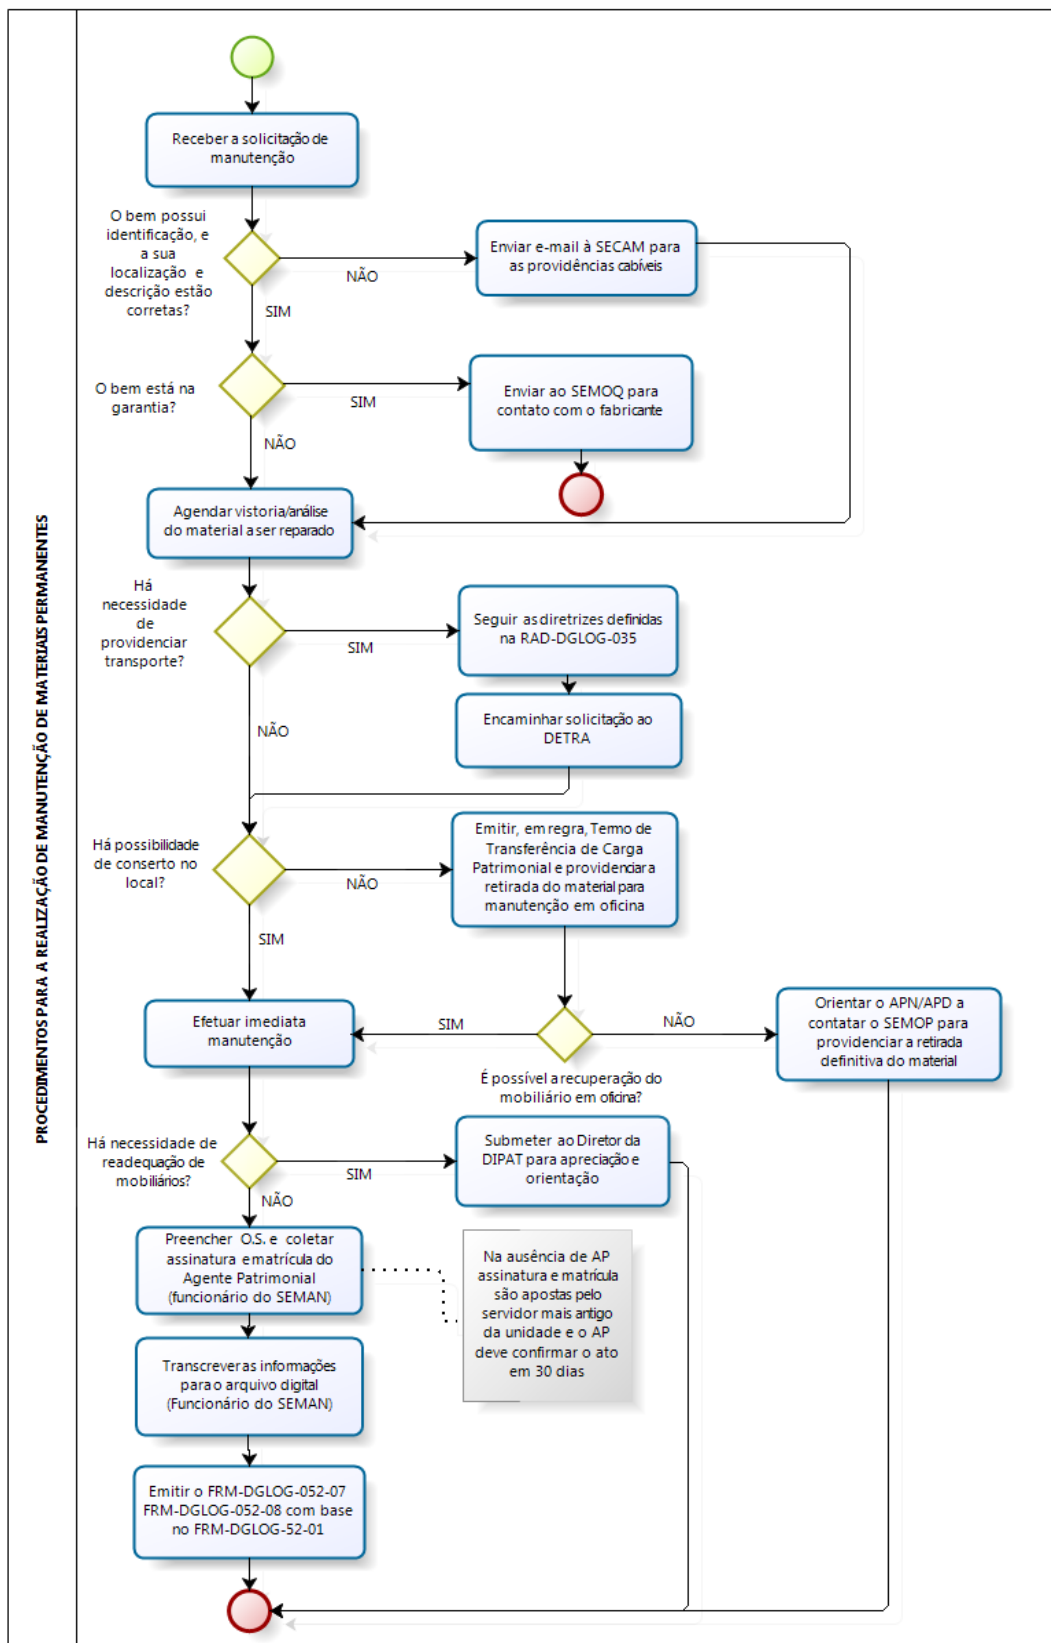 PROCEDIMENTOS PARA A REALIZAÇÃO DE MANUTENÇÃO DE MATERIAIS PERMANENTES
Receber a solicitação de
manutenção
O bem possui
identificação, e
a sua
localização e
descrição estão
corretas?
NÃO
Enviar e-mail à SECAM para
as providências cabíveis
SIM
O bem está na
garantia?
SIM
Enviar ao SEMOQ para
contato com o fabricante
NÃO
Agendar vistoria/análise
do material a ser reparado
Há
necessidade
de
providenciar
transporte?
SIM
Seguir as diretrizes definidas
na RAD-DGLOG-035
Encaminhar solicitação ao
DETRA
NÃO
Há possibilidade
de conserto no
local?
NÃO
Emitir, em regra, Termo de
Transferência de Carga
Patrimonial e providenciar a
retirada do material para
manutenção em oficina
SIM
Efetuar imediata
manutenção
SIM
NÃO
É possível a recuperação do
mobiliário em oficina?
Orientar o APN/APD a
contatar o SEMOP para
providenciar a retirada
definitiva do material
Há necessidade de
readequação de
mobiliários?
SIM
Submeter ao Diretor da
DIPAT para apreciação e
orientação
NÃO
Preencher O.S. e coletar
assinatura e matrícula do
Agente Patrimonial
(funcionário do SEMAN)
Na ausência de AP
assinatura e matrícula
são apostas pelo
servidor mais antigo
da unidade e o AP
deve confirmar o ato
em 30 dias
Transcrever as informações
para o arquivo digital
(Funcionário do SEMAN)
Emitir o FRM-DGLOG-052-07
FRM-DGLOG-052-08 com base
no FRM-DGLOG-52-01